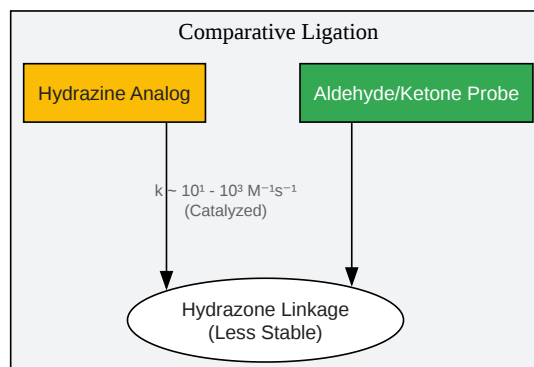 Comparative Ligation
Hydrazine Analog
Aldehyde/Ketone Probe
k ~ 10¹ - 10³ M⁻¹s⁻¹
(Catalyzed)
Hydrazone Linkage
(Less Stable)